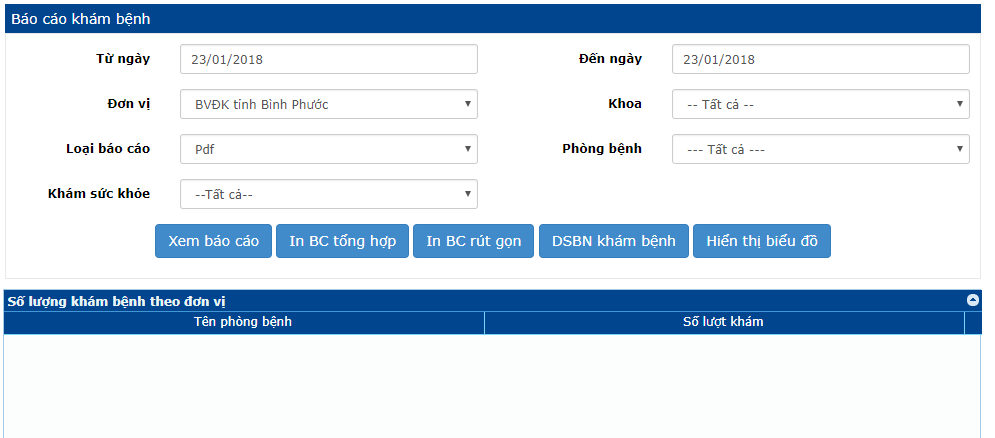 Báo cáo khám bệnh
Từ ngày 23/01/2018 Đến ngày 23/01/2018
Đơn vị BVĐK tỉnh Bình Phước Khoa -- Tất cả --
Loại báo cáo Pdf Phòng bệnh --- Tất cả ---
Khám sức khỏe --Tất cả--
Xem báo cáo In BC tổng hợp In BC rút gọn DSBN khám bệnh Hiển thị biểu đồ
Số lượng khám bệnh theo đơn vị
Tên phòng bệnh Số lượt khám